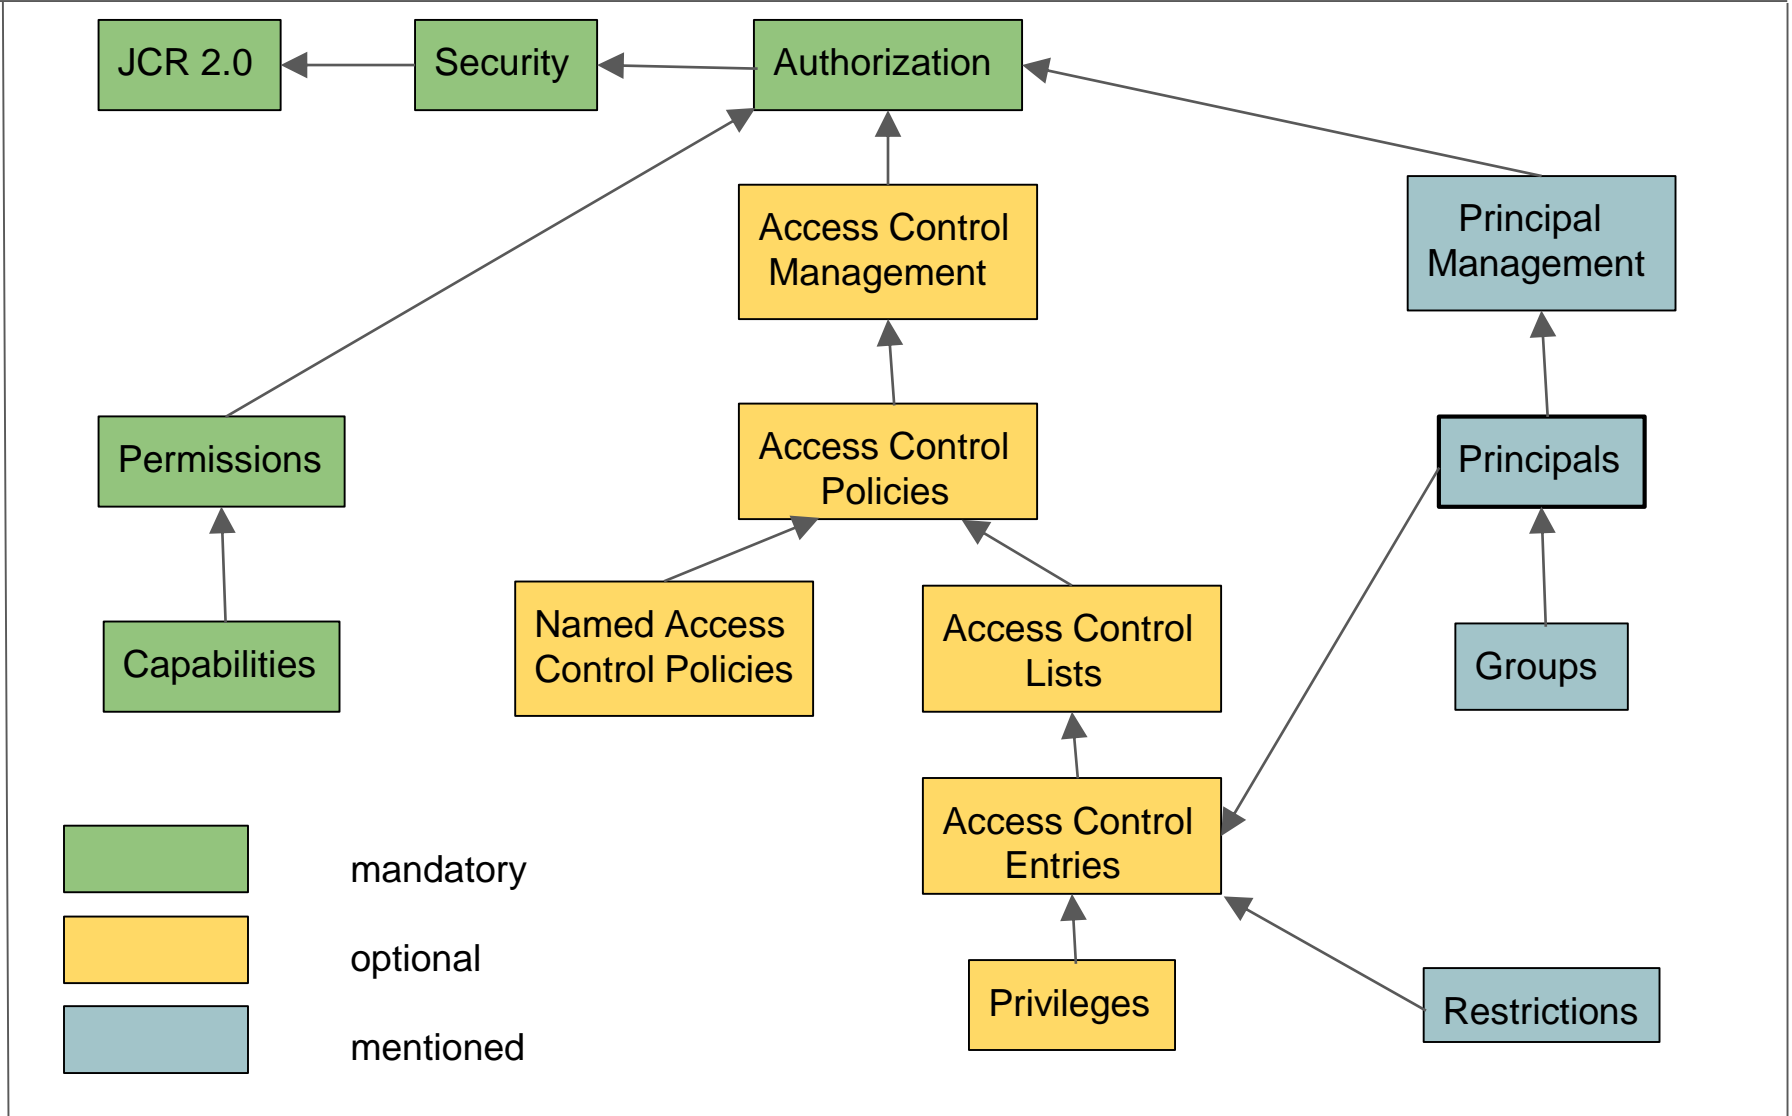 JCR 2.0
Security
Authorization
Access Control
Management
Principal
Management
Permissions
Access Control
Policies
Principals
Capabilities
Named Access
Control Policies
Access Control
Lists
Groups
Access Control
Entries
mandatory
optional
Privileges
Restrictions
mentioned